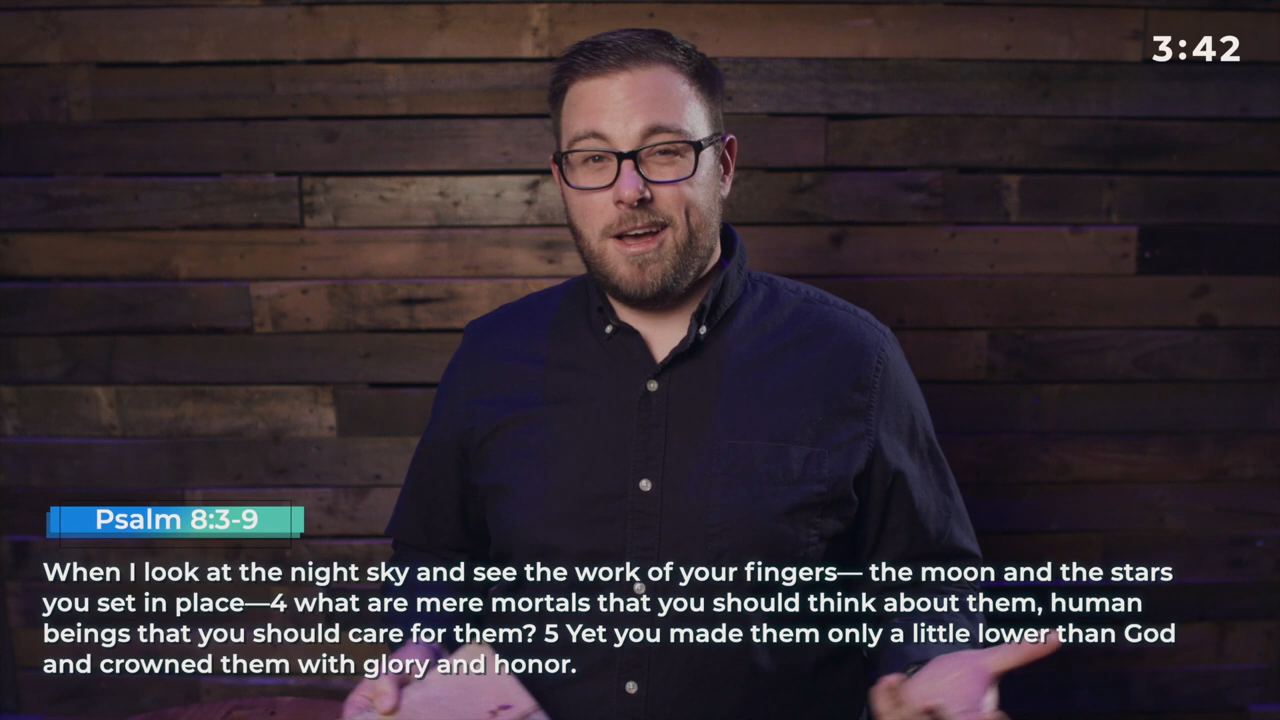 3:42
Psalm 8:3-9
When I look at the night sky and see the work of your fingers— the moon and the stars
you set in place—4 what are mere mortals that you should think about them, human
beings that you should care for them? 5 Yet you made them only a little lower than God
and crowned them with glory and honor.